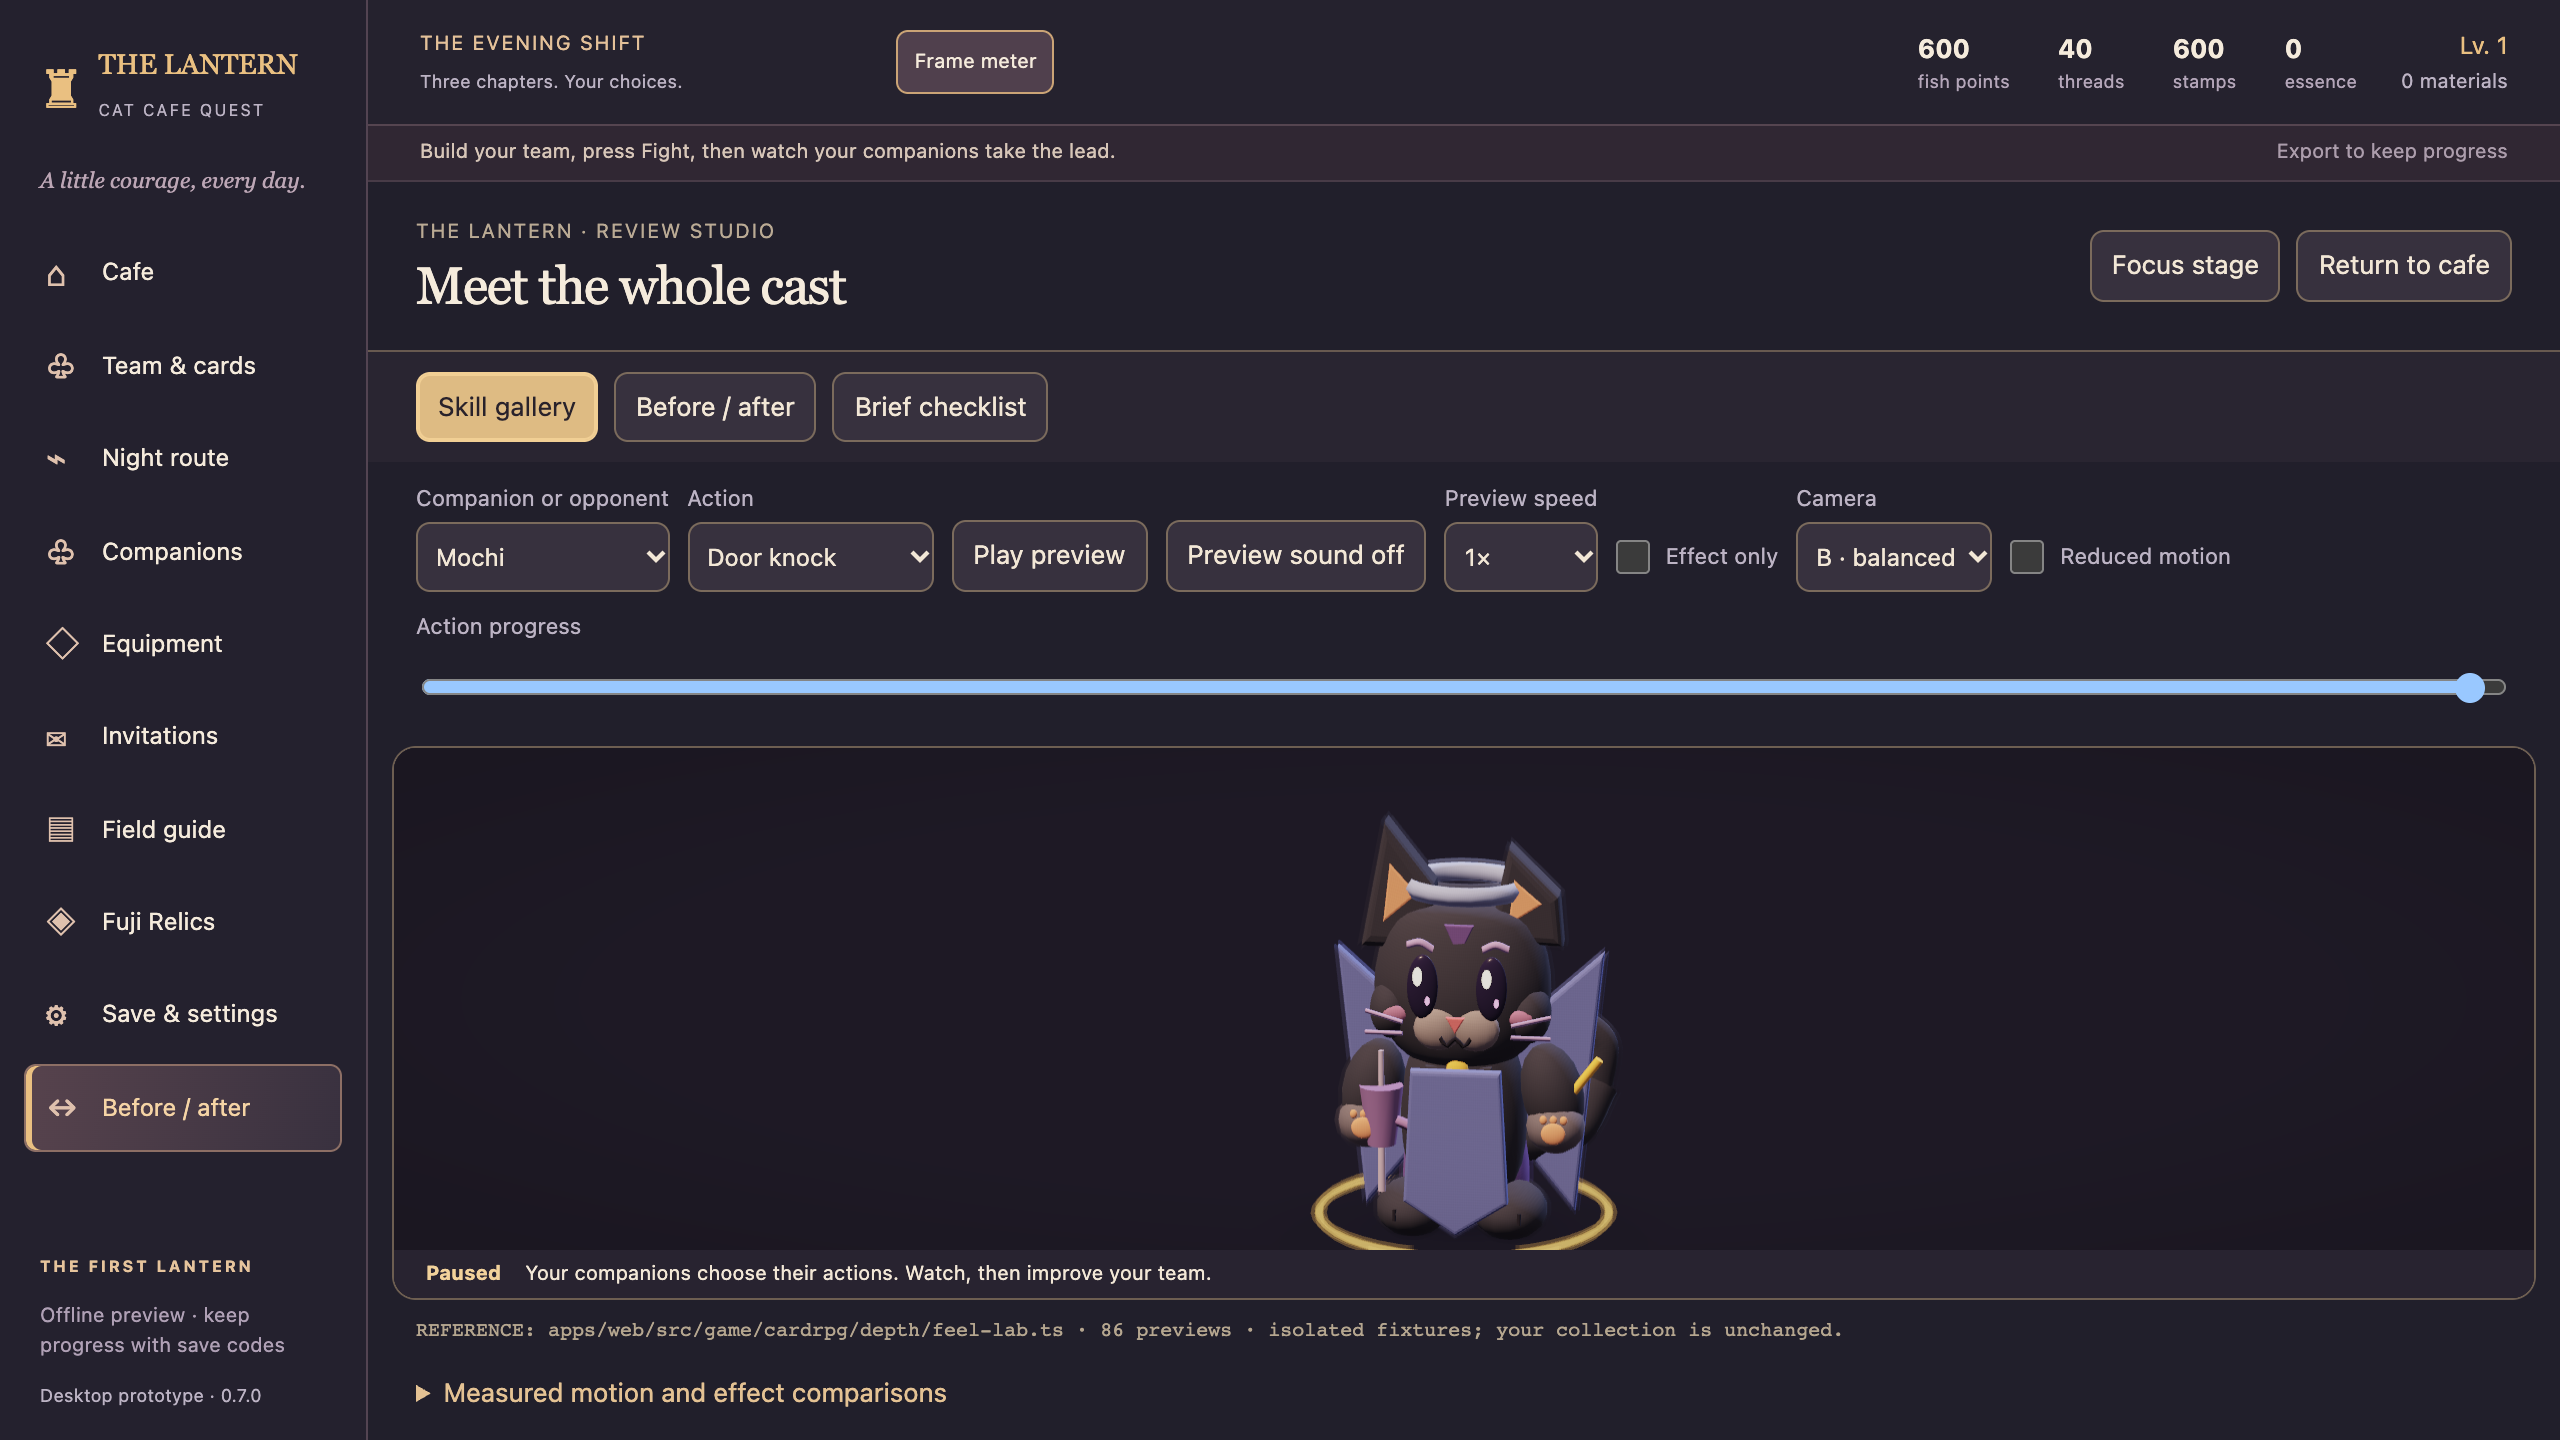 THE LANTERN
CAT CAFE QUEST
A little courage, every day.
Cafe
Team & cards
Night route
Companions
Equipment
Invitations
Field guide
Fuji Relics
Save & settings
Before / after
THE FIRST LANTERN
Offline preview · keep
progress with save codes
Desktop prototype · 0.7.0
THE EVENING SHIFT
Three chapters. Your choices.
Frame meter
600 fish points
40 threads
600 stamps
0 essence
Lv. 1
0 materials
Build your team, press Fight, then watch your companions take the lead.
Export to keep progress
THE LANTERN · REVIEW STUDIO
Meet the whole cast
Focus stage
Return to cafe
Skill gallery
Before / after
Brief checklist
Companion or opponent
Mochi
Action
Door knock
Play preview
Preview sound off
Preview speed
1×
Effect only
Camera
B · balanced
Reduced motion
Action progress
Paused Your companions choose their actions. Watch, then improve your team.
REFERENCE: apps/web/src/game/cardrpg/depth/feel-lab.ts · 86 previews · isolated fixtures; your collection is unchanged.
Measured motion and effect comparisons